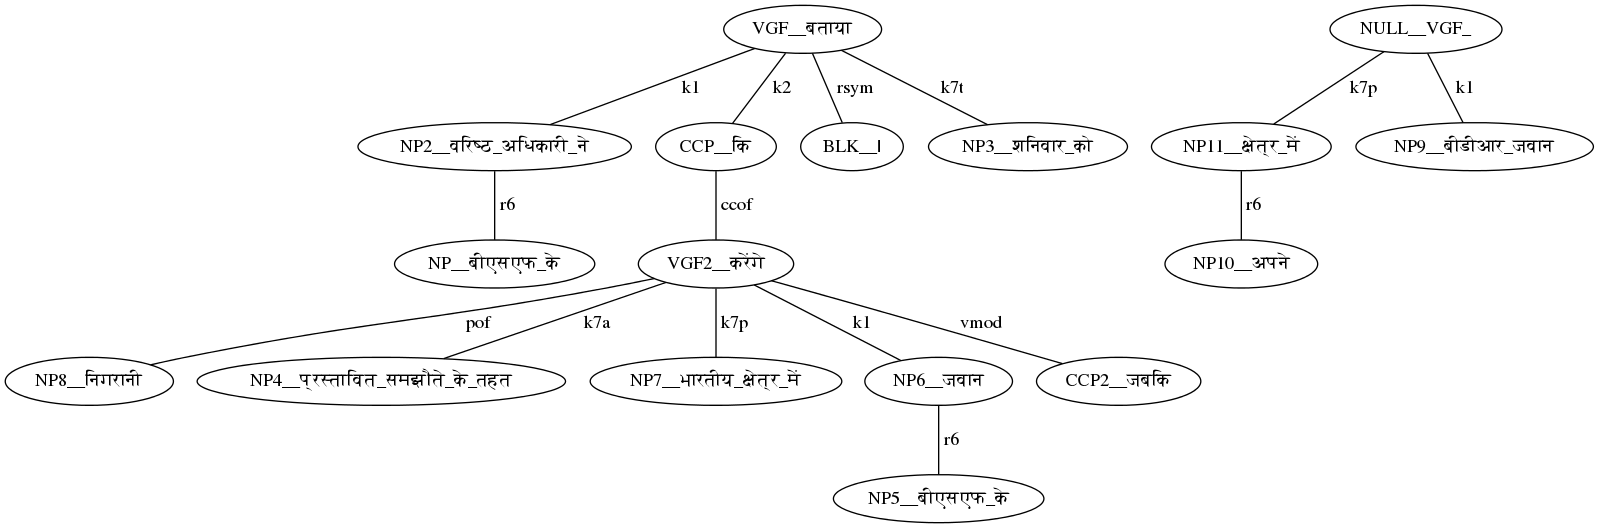 VGF__बताया NULL__VGF_
k1 k2 rsym k7t k7p k1
NP2__वरिष्ठ_अधिकारी_ने CCP__कि BLK__। NP3__शनिवार_को NP11__क्षेत्र_में NP9__बीडीआर_जवान
r6 ccof r6
NP__बीएसएफ_के VGF2__करेंगे NP10__अपने
pof k7a k7p k1 vmod
NP8__निगरानी NP4__प्रस्तावित_समझौते_के_तहत NP7__भारतीय_क्षेत्र_में NP6__जवान CCP2__जबकि
r6
NP5__बीएसएफ_के